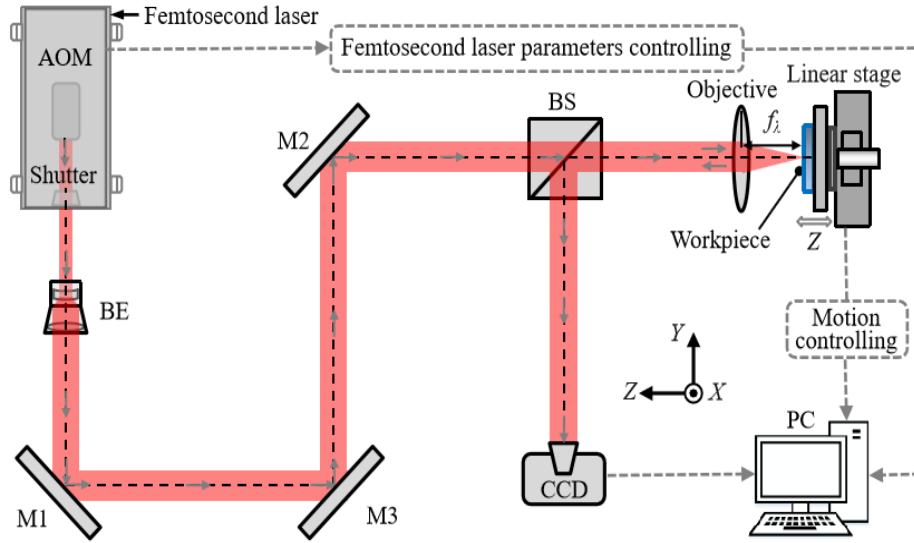 Femtosecond laser
AOM
Shutter
Femtosecond laser parameters controlling
Linear stage
Objective
BS
fλ
M2
Workpiece
Z
BE
Motion
controlling
Y
Z
X
PC
CCD
M1
M3